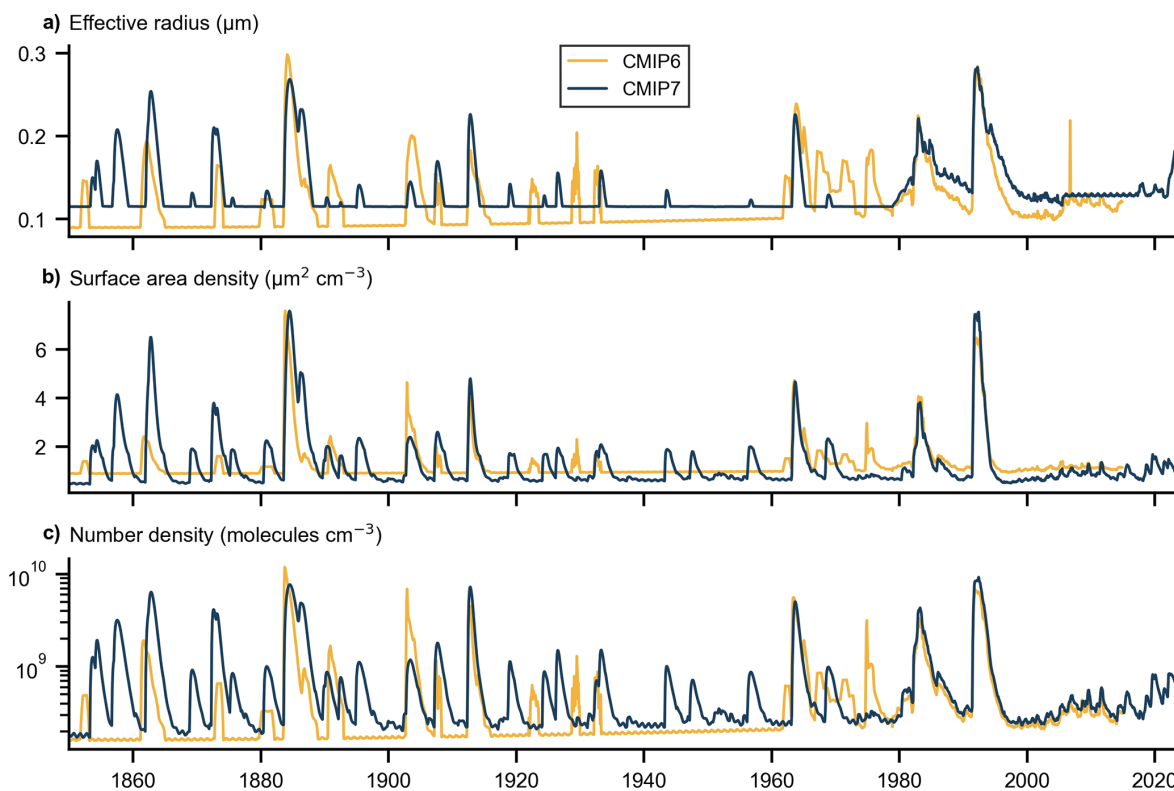 a) Effective radius (µm)
0.3
0.2
0.1
CMIP6
CMIP7
b) Surface area density (µm² cm⁻³)
6
4
2
c) Number density (molecules cm⁻³)
10¹⁰
10⁹
1860 1880 1900 1920 1940 1960 1980 2000 2020